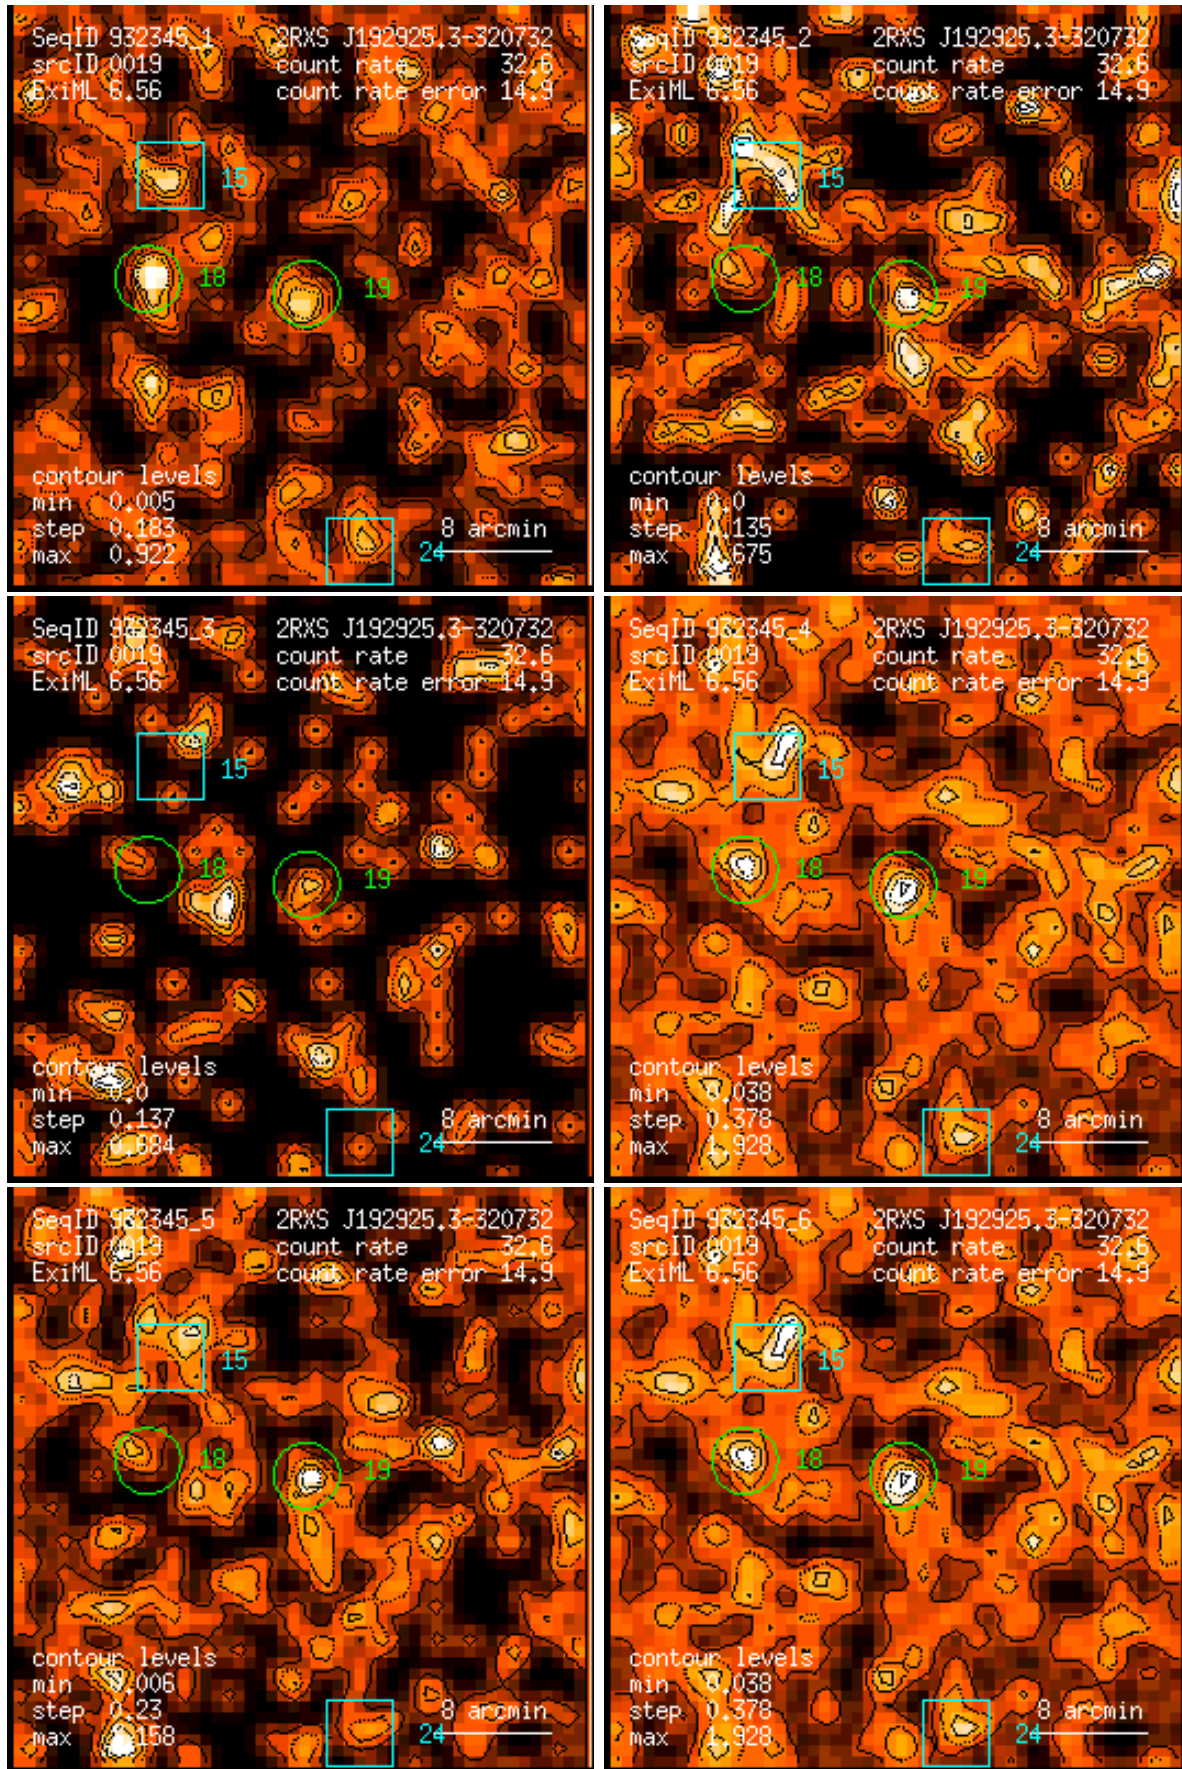 SeqID 932345_1 2RXS J192925.3-320732
srcID 0019 count rate 32.6
ExiML 6.56 count rate error 14.9
15
18
19
contour levels
min 0.005
step 0.183 8 arcmin
max 0.922 24
SeqID 932345_2 2RXS J192925.3-320732
srcID 0019 count rate 32.6
ExiML 6.56 count rate error 14.9
15
18
19
contour levels
min 0.0
step 0.135 8 arcmin
max 0.675 24
SeqID 932345_3 2RXS J192925.3-320732
srcID 0019 count rate 32.6
ExiML 6.56 count rate error 14.9
15
18
19
contour levels
min 0.0
step 0.137 8 arcmin
max 0.684 24
SeqID 932345_4 2RXS J192925.3-320732
srcID 0019 count rate 32.6
ExiML 6.56 count rate error 14.9
15
18
19
contour levels
min 0.038
step 0.378 8 arcmin
max 1.928 24
SeqID 932345_5 2RXS J192925.3-320732
srcID 0019 count rate 32.6
ExiML 6.56 count rate error 14.9
15
18
19
contour levels
min 0.006
step 0.23 8 arcmin
max 24
SeqID 932345_6 2RXS J192925.3-320732
srcID 0019 count rate 32.6
ExiML 6.56 count rate error 14.9
15
18
19
contour levels
min 0.038
step 0.378 8 arcmin
max 1.928 24